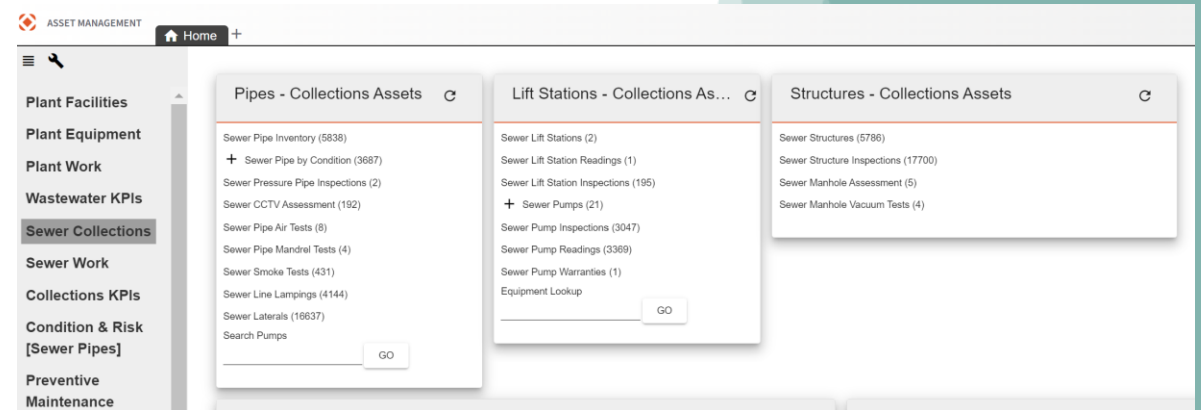 ASSET MANAGEMENT
Home
Plant Facilities
Plant Equipment
Plant Work
Wastewater KPIs
Sewer Collections
Sewer Work
Collections KPIs
Condition & Risk
[Sewer Pipes]
Preventive
Maintenance
Pipes - Collections Assets
Sewer Pipe Inventory (5838)
+ Sewer Pipe by Condition (3687)
Sewer Pressure Pipe Inspections (2)
Sewer CCTV Assessment (192)
Sewer Pipe Air Tests (8)
Sewer Pipe Mandrel Tests (4)
Sewer Smoke Tests (431)
Sewer Line Lampings (4144)
Sewer Laterals (16637)
Search Pumps
GO
Lift Stations - Collections As...
Sewer Lift Stations (2)
Sewer Lift Station Readings (1)
Sewer Lift Station Inspections (195)
+ Sewer Pumps (21)
Sewer Pump Inspections (3047)
Sewer Pump Readings (3369)
Sewer Pump Warranties (1)
Equipment Lookup
GO
Structures - Collections Assets
Sewer Structures (5786)
Sewer Structure Inspections (17700)
Sewer Manhole Assessment (5)
Sewer Manhole Vacuum Tests (4)